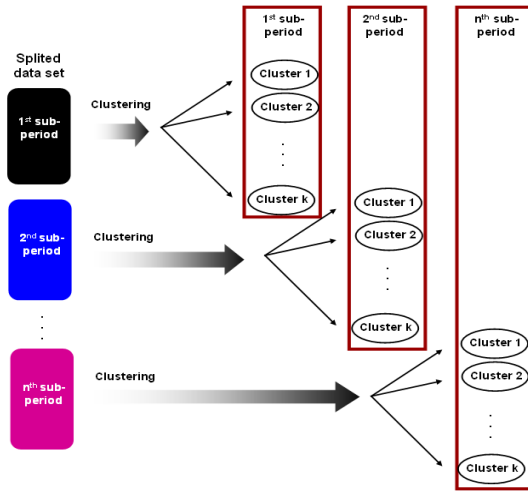 Splited
data set
1st sub-
period
Clustering
1st sub-
period
Cluster 1
Cluster 2
. . .
Cluster k
2nd sub-
period
Clustering
2nd sub-
period
Cluster 1
Cluster 2
. . .
Cluster k
. . .
nth sub-
period
Clustering
nth sub-
period
Cluster 1
Cluster 2
. . .
Cluster k